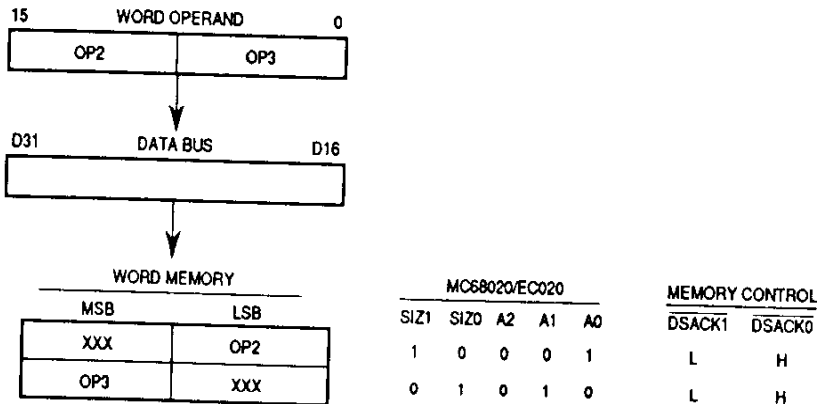 15 WORD OPERAND 0
OP2 OP3
D31 DATA BUS D16
WORD MEMORY
MSB LSB
XXX OP2
OP3 XXX
MC68020/EC020
SIZ1 SIZ0 A2 A1 A0
1 0 0 0 1
0 1 0 1 0
MEMORY CONTROL
DSACK1 DSACK0
L H
L H